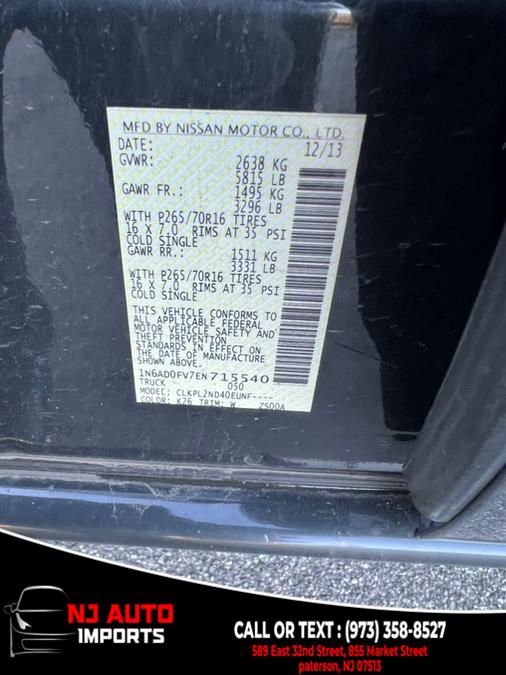 MFD BY NISSAN MOTOR CO., LTD.
DATE: 12/13
GVWR: 2638 KG
5815 LB
GAWR FR.: 1495 KG
3296 LB
WITH P265/70R16 TIRES
16 X 7.0 RIMS AT 35 PSI
COLD SINGLE
GAWR RR.: 1511 KG
3331 LB
WITH P265/70R16 TIRES
16 X 7.0 RIMS AT 35 PSI
COLD SINGLE
THIS VEHICLE CONFORMS TO
ALL APPLICABLE FEDERAL
MOTOR VEHICLE SAFETY AND
THEFT PREVENTION
STANDARDS IN EFFECT ON
THE DATE OF MANUFACTURE
SHOWN ABOVE.
1N6AD0FV7EN715540
TRUCK 050
MODEL: CLKPL2ND40EUNF----
COLOR: K26 TRIM: W ZS00A
NJ AUTO
IMPORTS
CALL OR TEXT : (973) 358-8527
589 East 32nd Street, 855 Market Street
paterson, NJ 07513